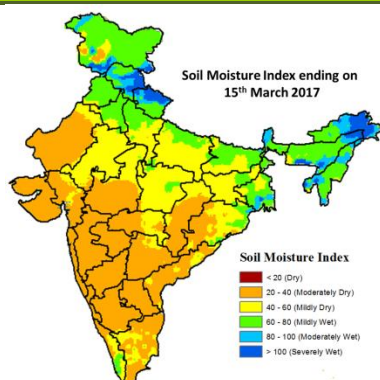 Soil Moisture Index ending on
15th March 2017
Soil Moisture Index
< 20 (Dry)
20 - 40 (Moderately Dry)
40 - 60 (Mildly Dry)
60 - 80 (Mildly Wet)
80 - 100 (Moderately Wet)
> 100 (Severely Wet)